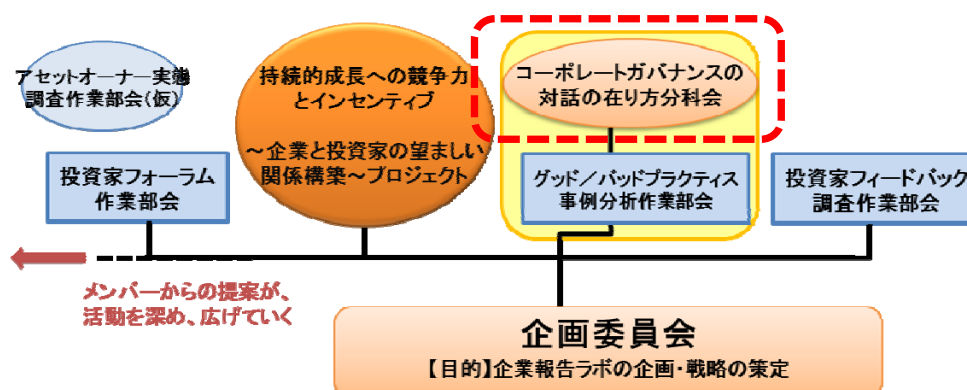 アセットオーナー実態
調査作業部会(仮)
持続的成長への競争力
とインセンティブ
~企業と投資家の望ましい
関係構築~プロジェクト
コーポレートガバナンスの
対話の在り方分科会
投資家フォーラム
作業部会
グッド/バッドプラクティス
事例分析作業部会
投資家フィードバック
調査作業部会
メンバーからの提案が、
活動を深め、広げていく
企画委員会
【目的】企業報告ラボの企画・戦略の策定